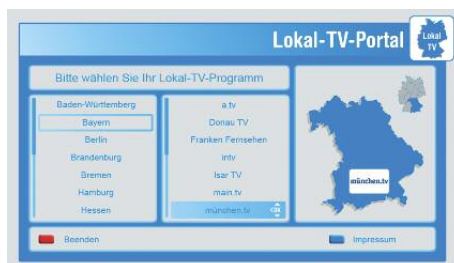 Lokal-TV-Portal
Lokal
TV
Bitte wählen Sie Ihr Lokal-TV-Programm
Baden-Württemberg
Bayern
Berlin
Brandenburg
Bremen
Hamburg
Hessen
a.tv
Donau TV
Franken Fernsehen
intv
Isar TV
main.tv
münchen.tv
münchen.tv
Beenden
Impressum